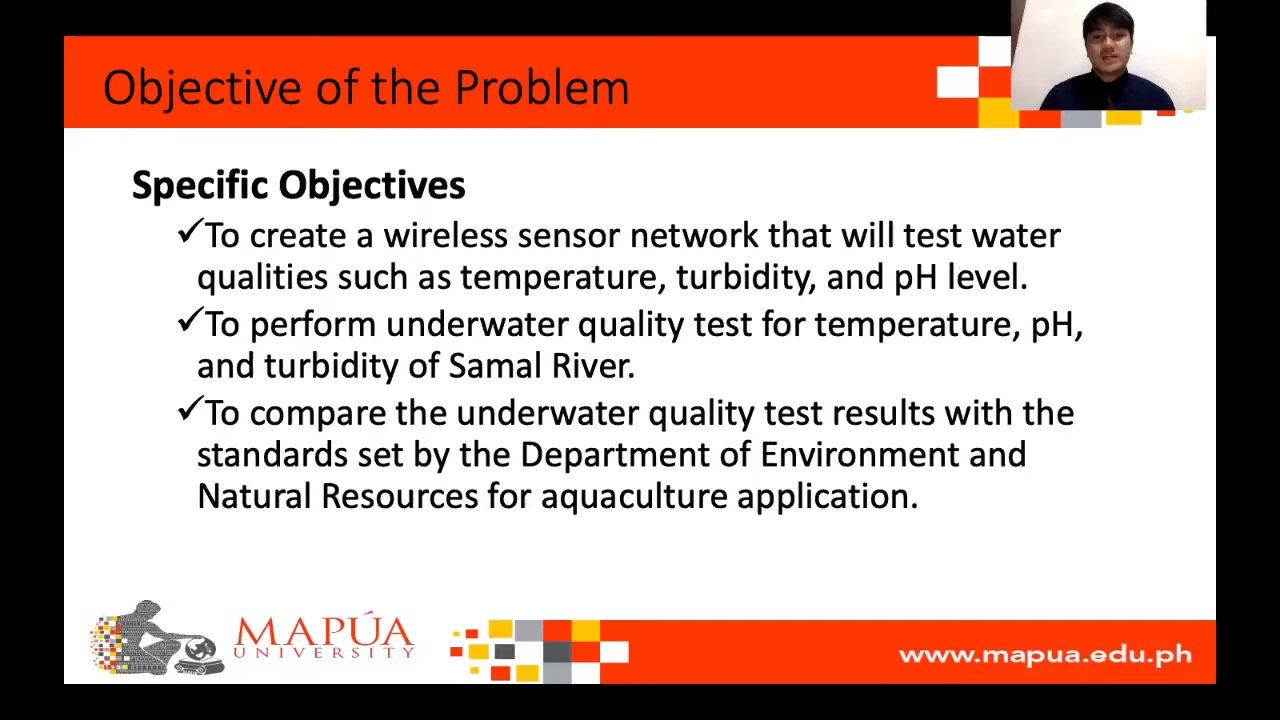 Objective of the Problem
Specific Objectives
✓To create a wireless sensor network that will test water
qualities such as temperature, turbidity, and pH level.
✓To perform underwater quality test for temperature, pH,
and turbidity of Samal River.
✓To compare the underwater quality test results with the
standards set by the Department of Environment and
Natural Resources for aquaculture application.
MAPÚA
UNIVERSITY
www.mapua.edu.ph